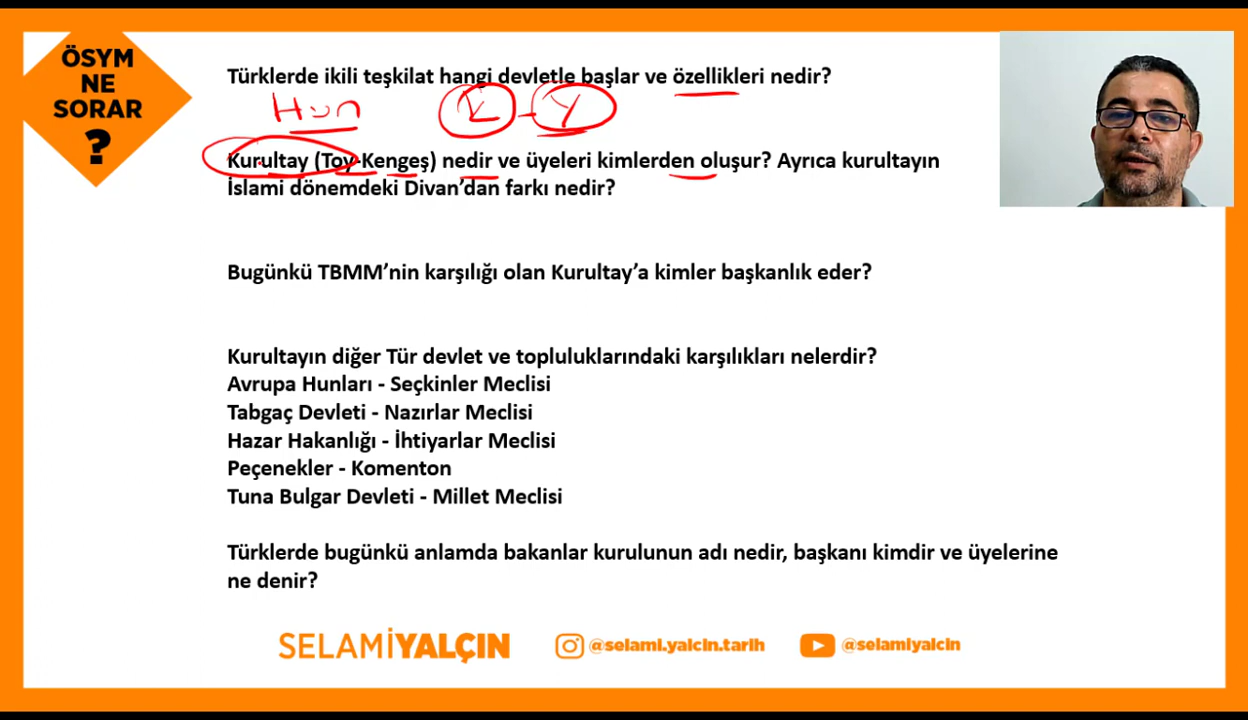 ÖSYM
NE
SORAR
?
Türklerde ikili teşkilat hangi devletle başlar ve özellikleri nedir?
Hun K - Y
Kurultay (Toy-Kengeş) nedir ve üyeleri kimlerden oluşur? Ayrıca kurultayın
İslami dönemdeki Divan'dan farkı nedir?
Bugünkü TBMM'nin karşılığı olan Kurultay'a kimler başkanlık eder?
Kurultayın diğer Tür devlet ve topluluklarındaki karşılıkları nelerdir?
Avrupa Hunları - Seçkinler Meclisi
Tabgaç Devleti - Nazırlar Meclisi
Hazar Hakanlığı - İhtiyarlar Meclisi
Peçenekler - Komenton
Tuna Bulgar Devleti - Millet Meclisi
Türklerde bugünkü anlamda bakanlar kurulunun adı nedir, başkanı kimdir ve üyelerine
ne denir?
SELAMİYALÇIN @selami.yalcin.tarih @selamiyalcin